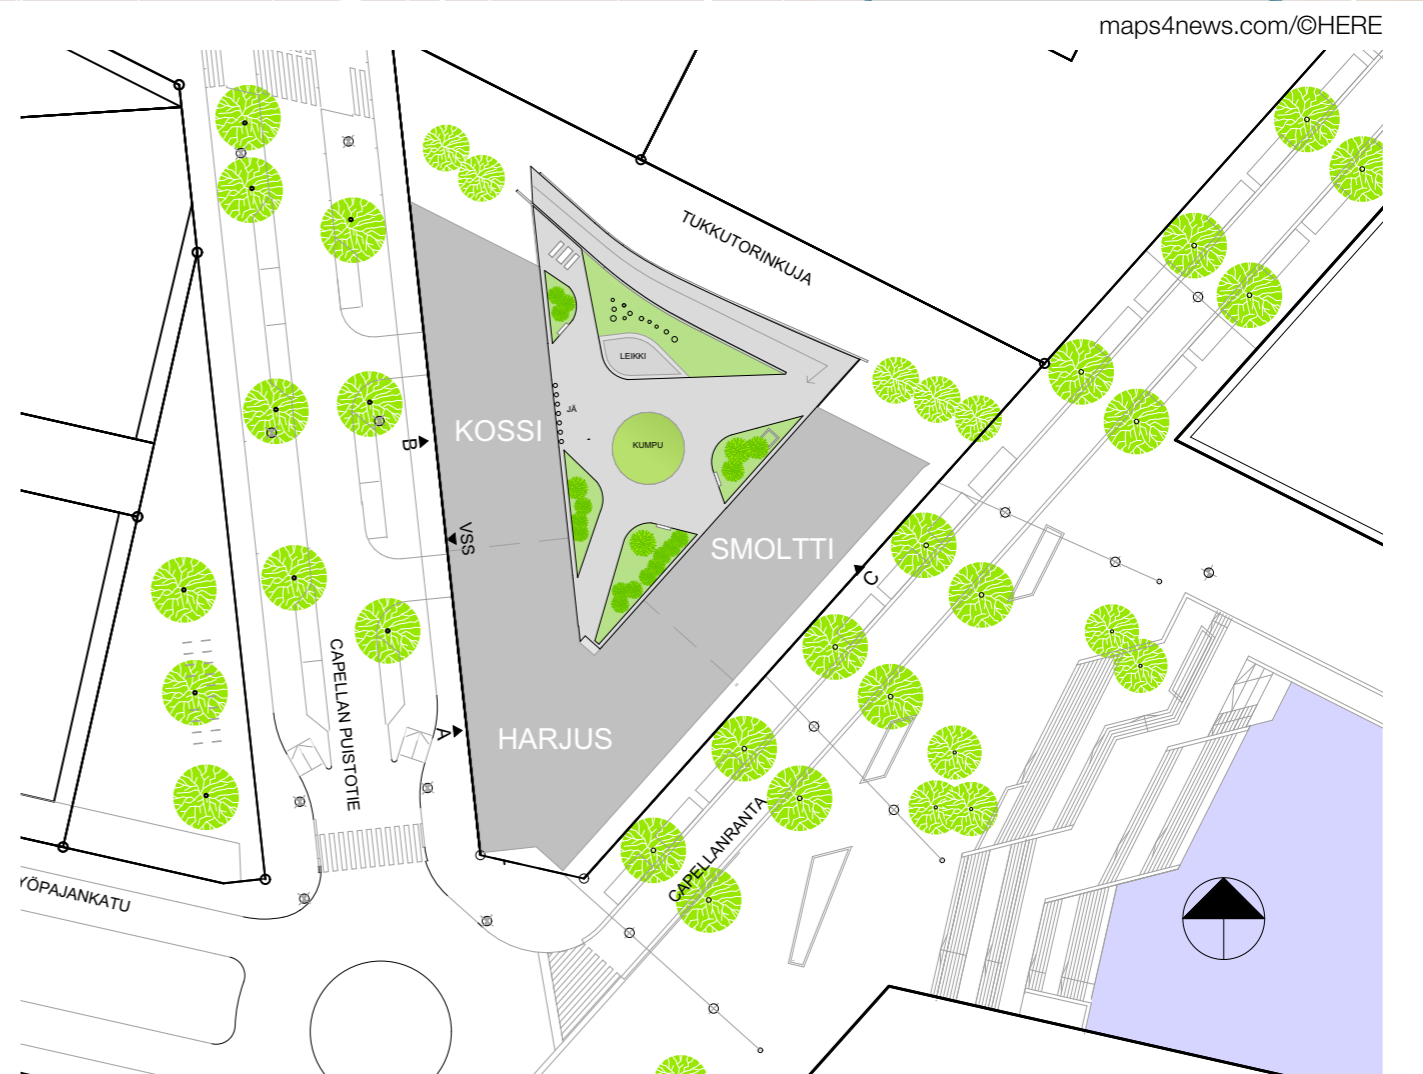 maps4news.com/©HERE
TUKKUTORINKUJA
LEIKKI
JÄ
KOSSI
B
KUMPU
VSS
SMOLTTI
C
CAPELLAN PUISTOTIE
A
HARJUS
CAPELLANRANTA
YÖPAJANKATU